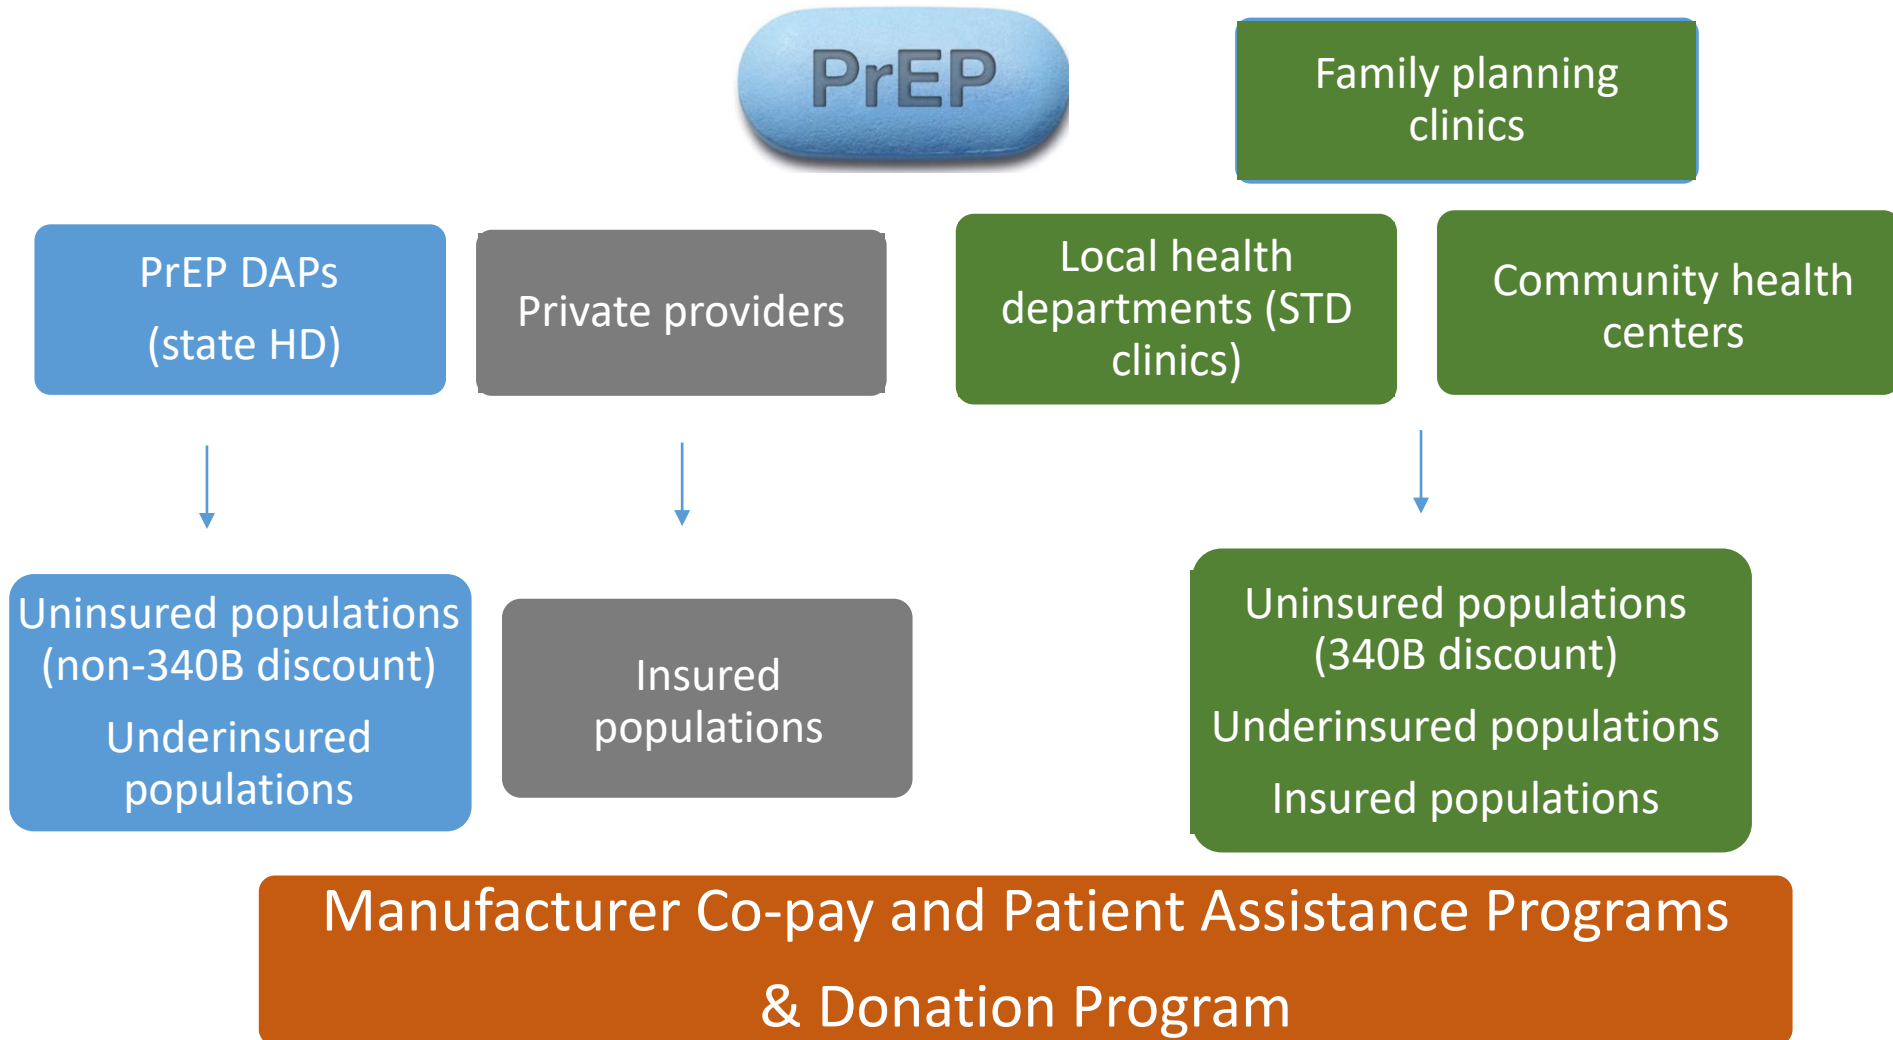 PrEP
Family planning
clinics
PrEP DAPs
(state HD)
Private providers
Local health
departments (STD
clinics)
Community health
centers
Uninsured populations
(non-340B discount)
Underinsured
populations
Insured
populations
Uninsured populations
(340B discount)
Underinsured populations
Insured populations
Manufacturer Co-pay and Patient Assistance Programs
& Donation Program